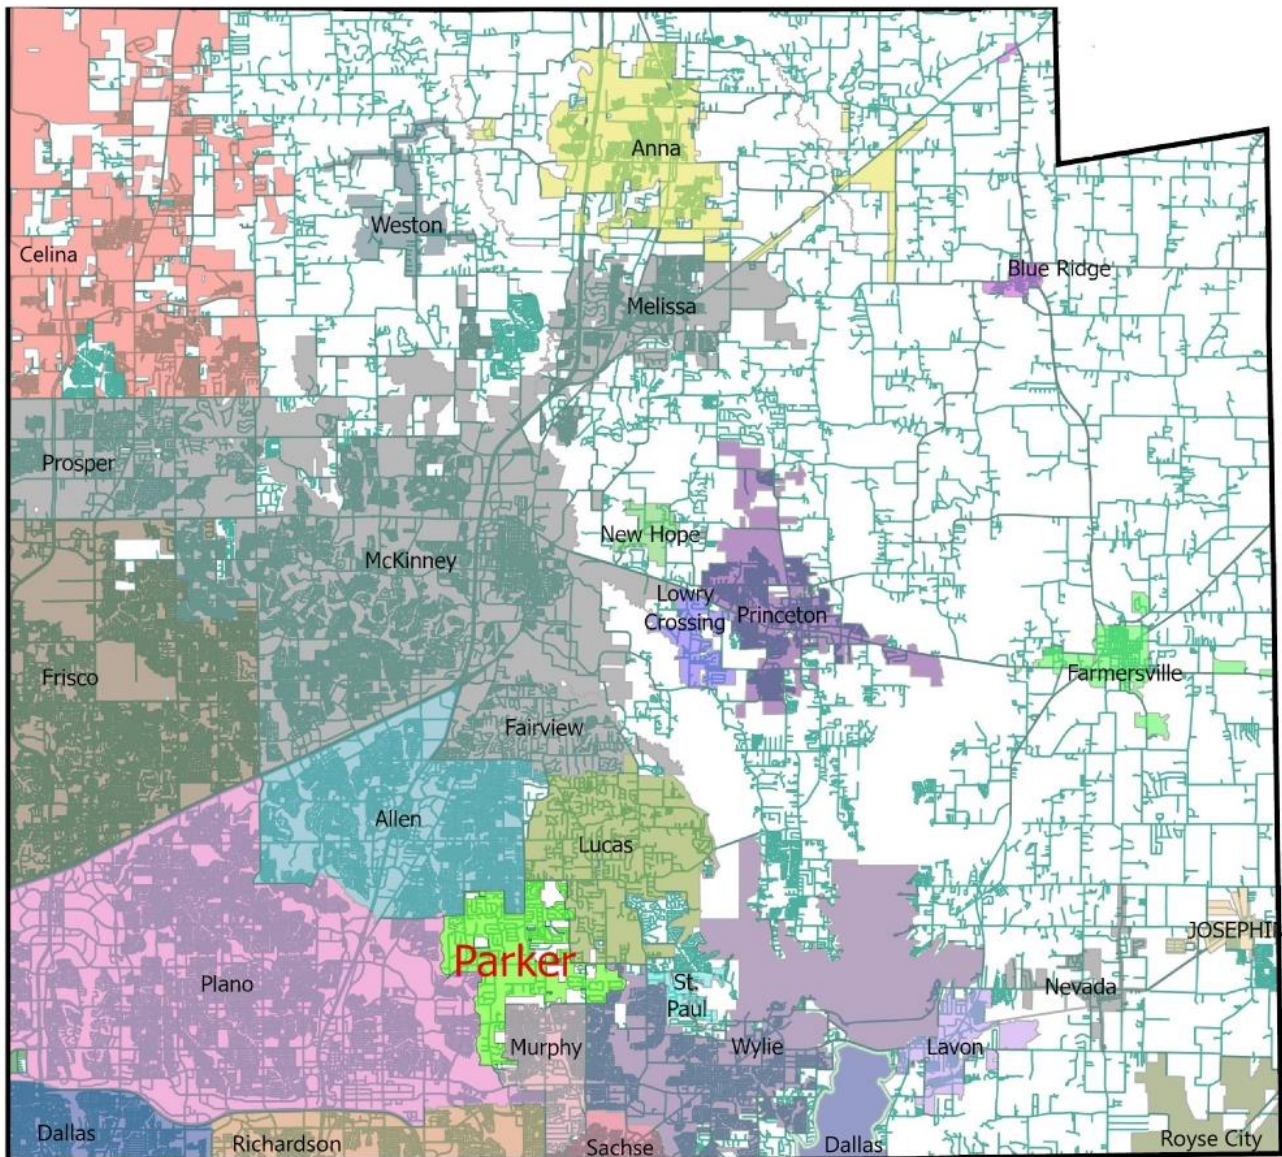 Anna
Weston
Celina
Blue Ridge
Melissa
Prosper
New Hope
McKinney
Lowry
Crossing
Princeton
Frisco
Farmersville
Fairview
Allen
Lucas
JOSEPHI
Parker
Plano
St.
Paul
Nevada
Murphy
Wylie
Lavon
Dallas
Richardson
Sachse
Dallas
Royse City